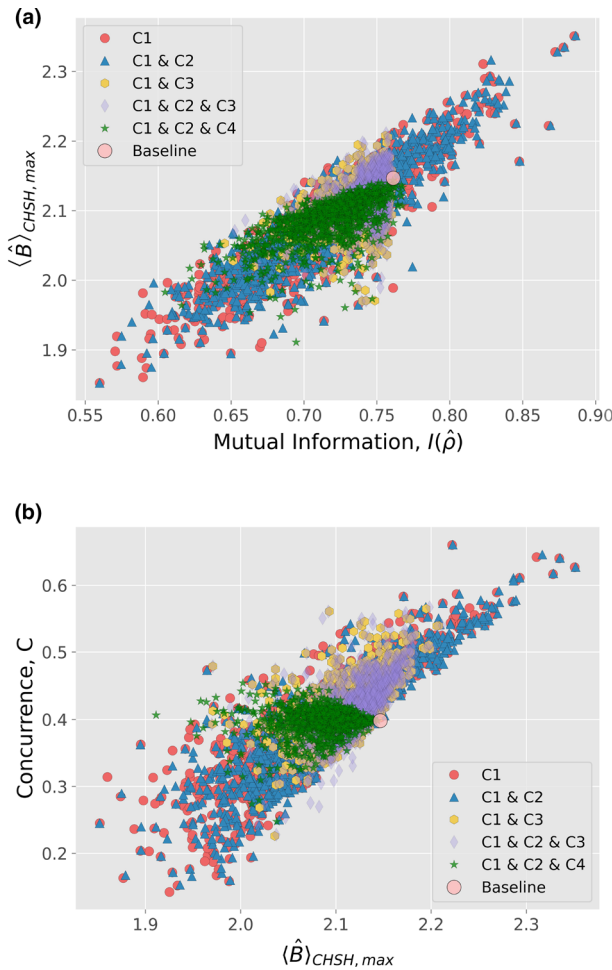 (a)
C1
C1 & C2
C1 & C3
C1 & C2 & C3
C1 & C2 & C4
Baseline
2.3
2.2
2.1
2.0
1.9
⟨B̂⟩CHSH, max
0.55 0.60 0.65 0.70 0.75 0.80 0.85 0.90
Mutual Information, I(ρ̂)
(b)
0.6
0.5
0.4
0.3
0.2
Concurrence, C
C1
C1 & C2
C1 & C3
C1 & C2 & C3
C1 & C2 & C4
Baseline
1.9 2.0 2.1 2.2 2.3
⟨B̂⟩CHSH, max